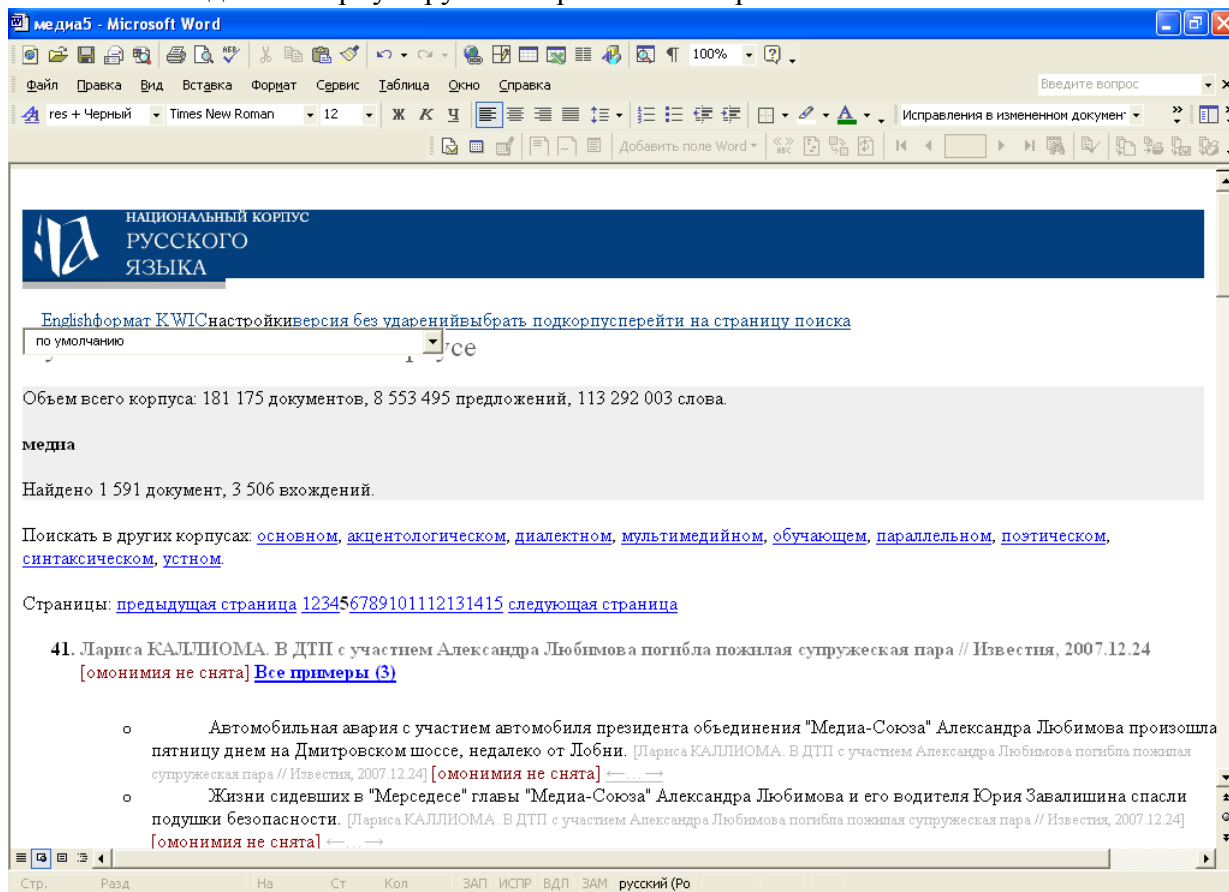 медиа5 - Microsoft Word
100%
Файл Правка Вид Вставка Формат Сервис Таблица Окно Справка
Введите вопрос
res + Черный Times New Roman 12 Ж К Ч Исправления в измененном документ
Добавить поле Word
НАЦИОНАЛЬНЫЙ КОРПУС
РУССКОГО
ЯЗЫКА
Englishформат KWICнастройкиверсия без ударенийвыбрать подкорпусперейти на страницу поиска
по умолчанию
Объем всего корпуса: 181 175 документов, 8 553 495 предложений, 113 292 003 слова.
медиа
Найдено 1 591 документ, 3 506 вхождений.
Поискать в других корпусах: основном, акцентологическом, диалектном, мультимедийном, обучающем, параллельном, поэтическом,
синтаксическом, устном.
Страницы: предыдущая страница 123456789101112131415 следующая страница
41. Лариса КАЛЛИОМА. В ДТП с участием Александра Любимова погибла пожилая супружеская пара // Известия, 2007.12.24
[омонимия не снята] Все примеры (3)
o Автомобильная авария с участием автомобиля президента объединения "Медиа-Союза" Александра Любимова произошла
пятницу днем на Дмитровском шоссе, недалеко от Лобни. [Лариса КАЛЛИОМА. В ДТП с участием Александра Любимова погибла пожилая
супружеская пара // Известия, 2007.12.24] [омонимия не снята] ←…→
o Жизни сидевших в "Мерседесе" главы "Медиа-Союза" Александра Любимова и его водителя Юрия Завалишина спасли
подушки безопасности. [Лариса КАЛЛИОМА. В ДТП с участием Александра Любимова погибла пожилая супружеская пара // Известия, 2007.12.24]
[омонимия не снята] ←…→
Стр. Разд На Ст Кол ЗАП ИСПР ВДЛ ЗАМ русский (Ро